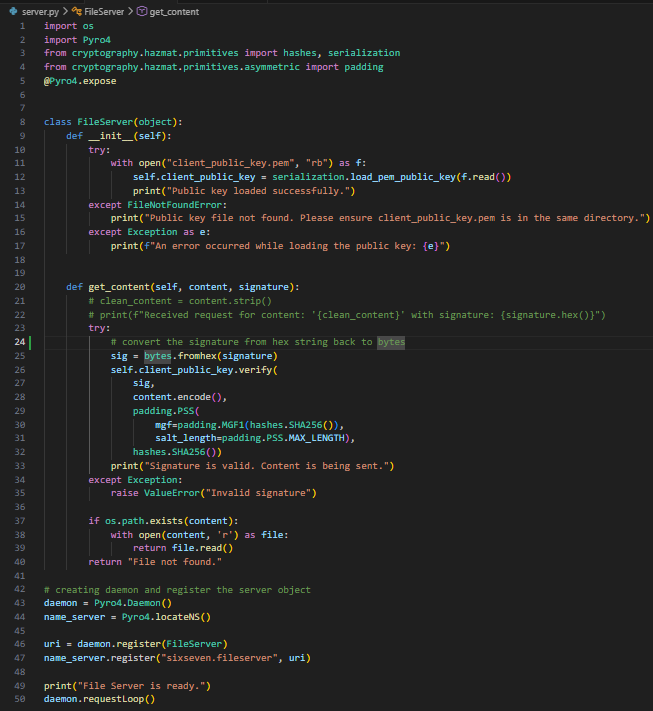 server.py > FileServer > get_content
1 import os
2 import Pyro4
3 from cryptography.hazmat.primitives import hashes, serialization
4 from cryptography.hazmat.primitives.asymmetric import padding
5 @Pyro4.expose
6
7
8 class FileServer(object):
9 def __init__(self):
10 try:
11 with open("client_public_key.pem", "rb") as f:
12 self.client_public_key = serialization.load_pem_public_key(f.read())
13 print("Public key loaded successfully.")
14 except FileNotFoundError:
15 print("Public key file not found. Please ensure client_public_key.pem is in the same directory.")
16 except Exception as e:
17 print(f"An error occurred while loading the public key: {e}")
18
19
20 def get_content(self, content, signature):
21 # clean_content = content.strip()
22 # print(f"Received request for content: '{clean_content}' with signature: {signature.hex()}")
23 try:
24 # convert the signature from hex string back to bytes
25 sig = bytes.fromhex(signature)
26 self.client_public_key.verify(
27 sig,
28 content.encode(),
29 padding.PSS(
30 mgf=padding.MGF1(hashes.SHA256()),
31 salt_length=padding.PSS.MAX_LENGTH),
32 hashes.SHA256())
33 print("Signature is valid. Content is being sent.")
34 except Exception:
35 raise ValueError("Invalid signature")
36
37 if os.path.exists(content):
38 with open(content, 'r') as file:
39 return file.read()
40 return "File not found."
41
42 # creating daemon and register the server object
43 daemon = Pyro4.Daemon()
44 name_server = Pyro4.locateNS()
45
46 uri = daemon.register(FileServer)
47 name_server.register("sixseven.fileserver", uri)
48
49 print("File Server is ready.")
50 daemon.requestLoop()